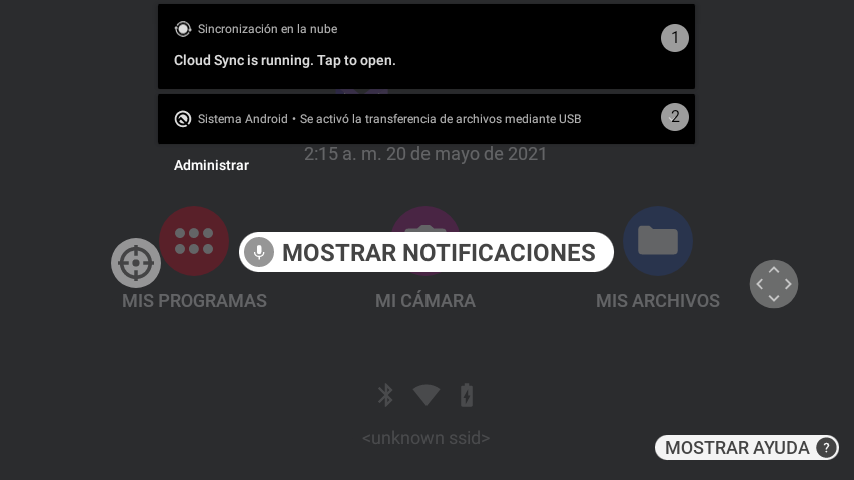 Sincronización en la nube
1
Cloud Sync is running. Tap to open.
Sistema Android • Se activó la transferencia de archivos mediante USB
2
2:15 a. m. 20 de mayo de 2021
Administrar
MOSTRAR NOTIFICACIONES
MIS PROGRAMAS
MI CÁMARA
MIS ARCHIVOS
<unknown ssid>
MOSTRAR AYUDA ?